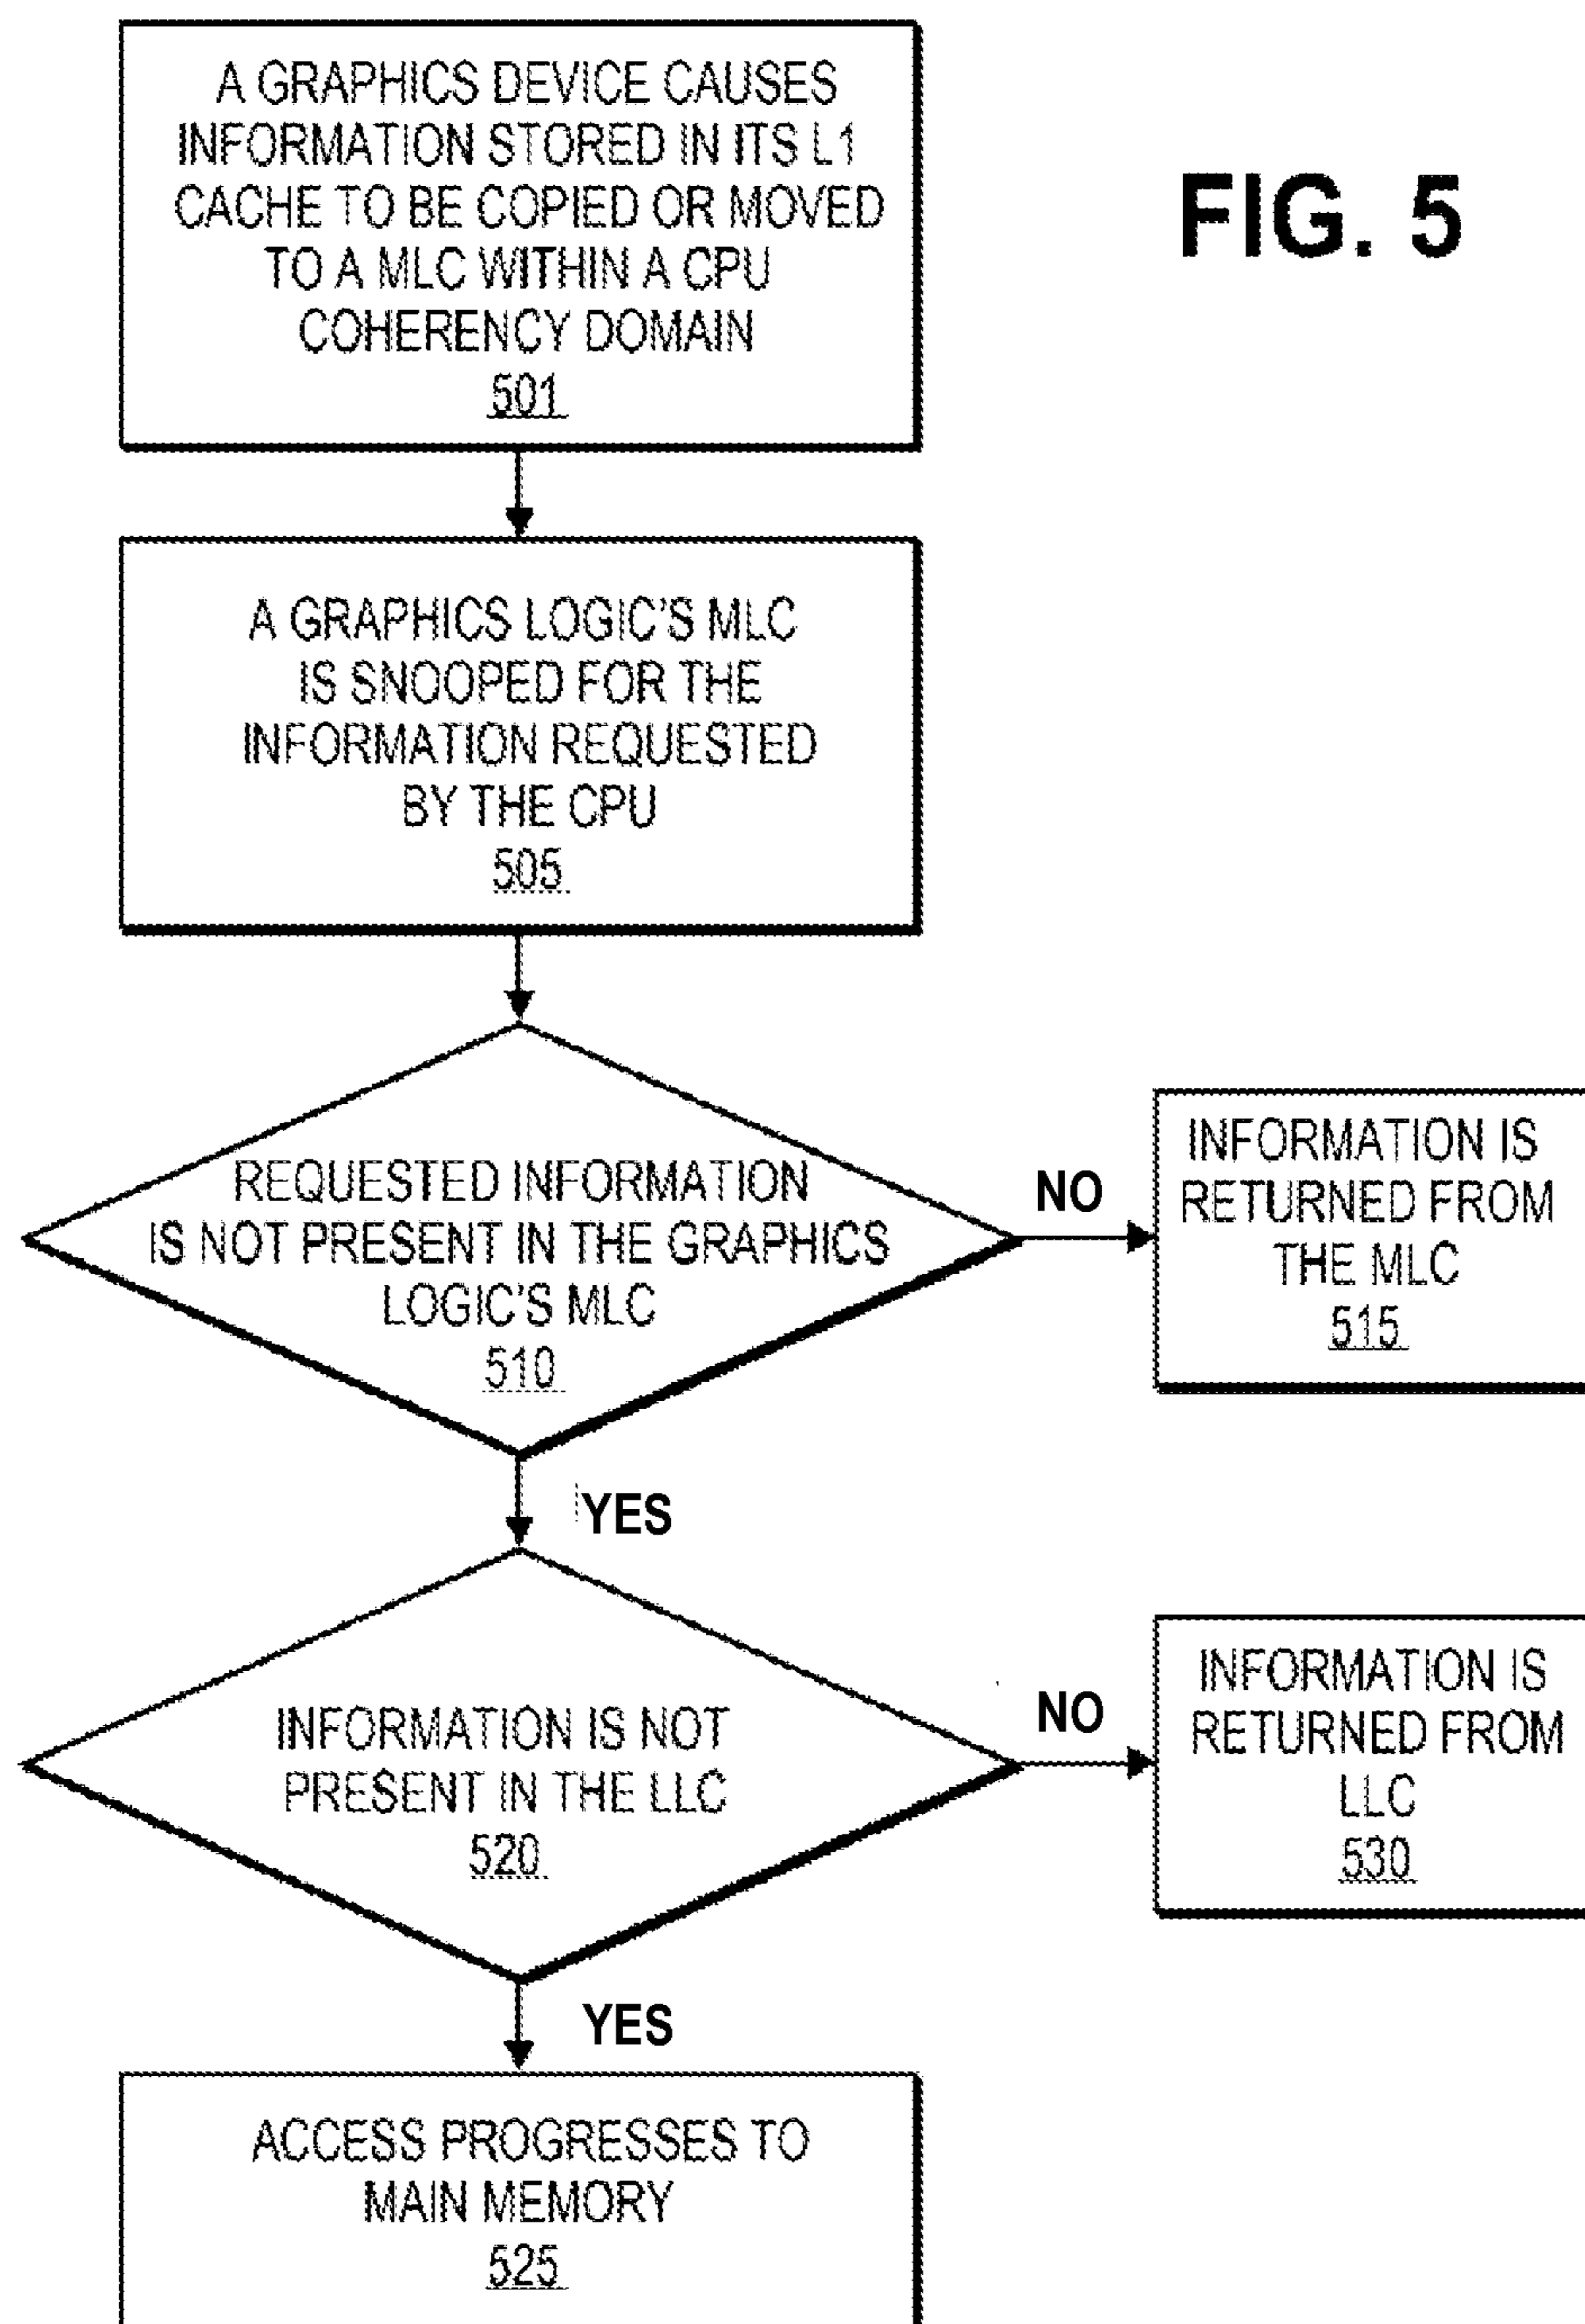 A GRAPHICS DEVICE CAUSES
INFORMATION STORED IN ITS L1
CACHE TO BE COPIED OR MOVED
TO A MLC WITHIN A CPU
COHERENCY DOMAIN
501
FIG. 5
A GRAPHICS LOGIC'S MLC
IS SNOOPED FOR THE
INFORMATION REQUESTED
BY THE CPU
505
REQUESTED INFORMATION
IS NOT PRESENT IN THE GRAPHICS
LOGIC'S MLC
510
NO
INFORMATION IS
RETURNED FROM
THE MLC
515
YES
INFORMATION IS NOT
PRESENT IN THE LLC
520
NO
INFORMATION IS
RETURNED FROM
LLC
530
YES
ACCESS PROGRESSES TO
MAIN MEMORY
525